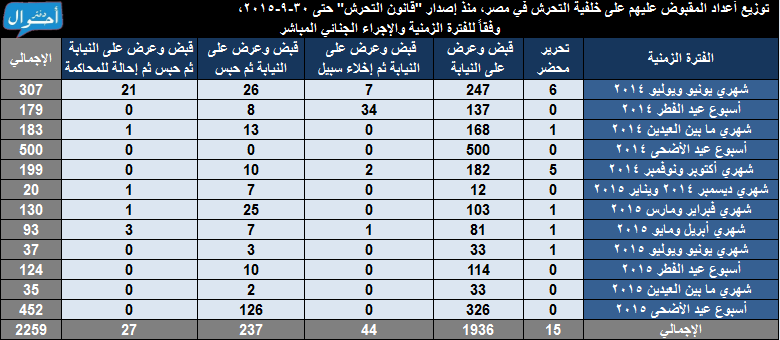 دفتر أحوال
توزيع أعداد المقبوض عليهم على خلفية التحرش في مصر، منذ إصدار "قانون التحرش" حتى ٣٠-٩-٢٠١٥،
وفقاً للفترة الزمنية والإجراء الجنائي المباشر
الفترة الزمنية | تحرير محضر | قبض وعرض على النيابة | قبض وعرض على النيابة ثم إخلاء سبيل | قبض وعرض على النيابة ثم حبس | قبض وعرض على النيابة ثم حبس ثم إحالة للمحاكمة | الإجمالي
شهري يونيو ويوليو ٢٠١٤ | 6 | 247 | 7 | 26 | 21 | 307
أسبوع عيد الفطر ٢٠١٤ | 0 | 137 | 34 | 8 | 0 | 179
شهري ما بين العيدين ٢٠١٤ | 1 | 168 | 0 | 13 | 1 | 183
أسبوع عيد الأضحى ٢٠١٤ | 0 | 500 | 0 | 0 | 0 | 500
شهري أكتوبر ونوفمبر ٢٠١٤ | 5 | 182 | 2 | 10 | 0 | 199
شهري ديسمبر ٢٠١٤ ويناير ٢٠١٥ | 0 | 12 | 0 | 7 | 1 | 20
شهري فبراير ومارس ٢٠١٥ | 1 | 103 | 0 | 25 | 1 | 130
شهري أبريل ومايو ٢٠١٥ | 1 | 81 | 1 | 7 | 3 | 93
شهري يونيو ويوليو ٢٠١٥ | 1 | 33 | 0 | 3 | 0 | 37
أسبوع عيد الفطر ٢٠١٥ | 0 | 114 | 0 | 10 | 0 | 124
شهري ما بين العيدين ٢٠١٥ | 0 | 33 | 0 | 2 | 0 | 35
أسبوع عيد الأضحى ٢٠١٥ | 0 | 326 | 0 | 126 | 0 | 452
الإجمالي | 15 | 1936 | 44 | 237 | 27 | 2259